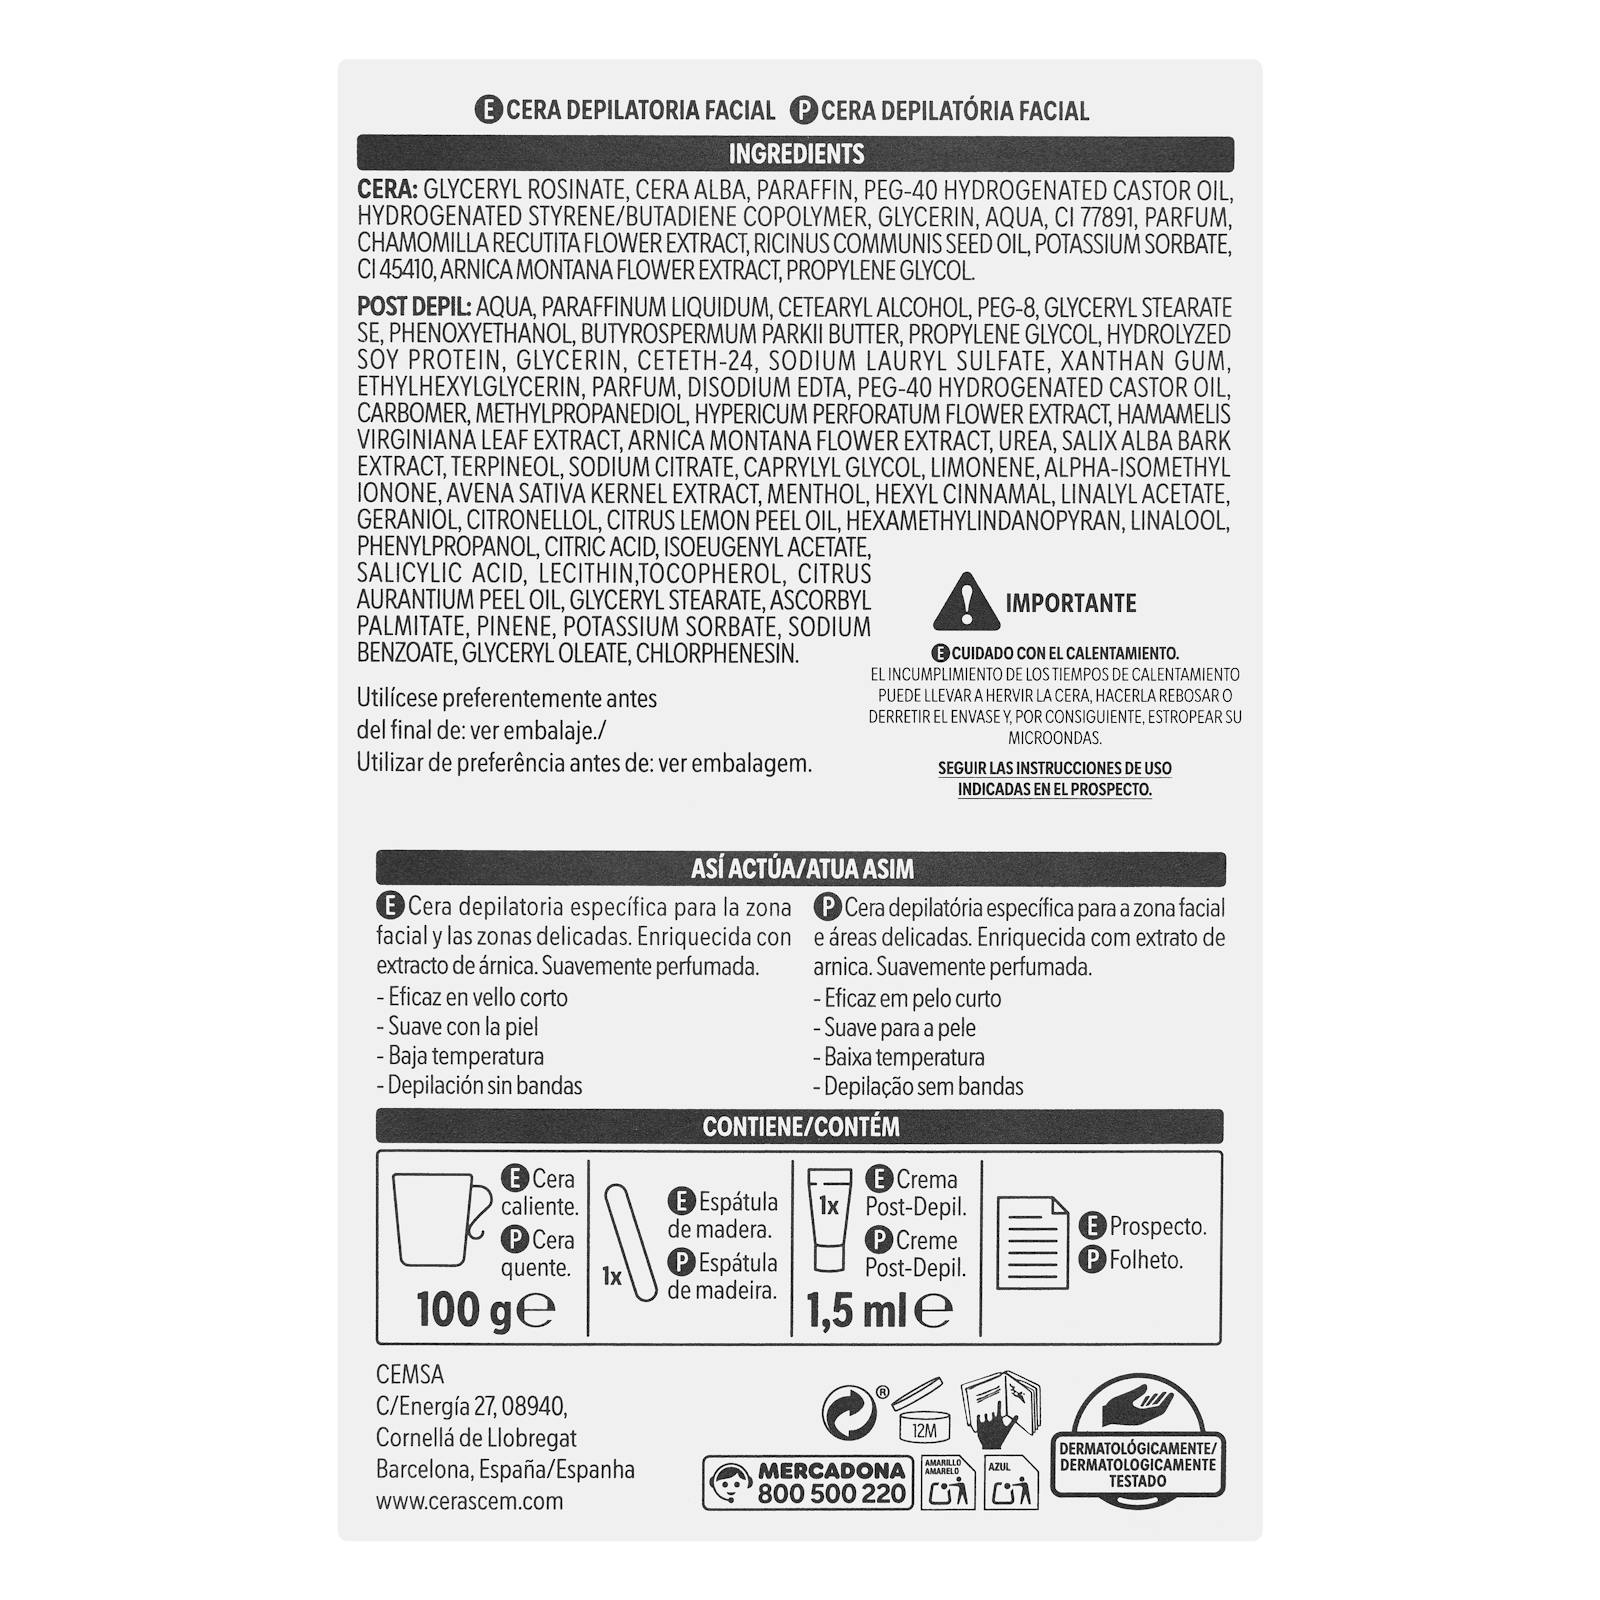 E CERA DEPILATORIA FACIAL P CERA DEPILATÓRIA FACIAL
INGREDIENTS
CERA: GLYCERYL ROSINATE, CERA ALBA, PARAFFIN, PEG-40 HYDROGENATED CASTOR OIL,
HYDROGENATED STYRENE/BUTADIENE COPOLYMER, GLYCERIN, AQUA, CI 77891, PARFUM,
CHAMOMILLA RECUTITA FLOWER EXTRACT, RICINUS COMMUNIS SEED OIL, POTASSIUM SORBATE,
CI 45410, ARNICA MONTANA FLOWER EXTRACT, PROPYLENE GLYCOL.
POST DEPIL: AQUA, PARAFFINUM LIQUIDUM, CETEARYL ALCOHOL, PEG-8, GLYCERYL STEARATE
SE, PHENOXYETHANOL, BUTYROSPERMUM PARKII BUTTER, PROPYLENE GLYCOL, HYDROLYZED
SOY PROTEIN, GLYCERIN, CETETH-24, SODIUM LAURYL SULFATE, XANTHAN GUM,
ETHYLHEXYLGLYCERIN, PARFUM, DISODIUM EDTA, PEG-40 HYDROGENATED CASTOR OIL,
CARBOMER, METHYLPROPANEDIOL, HYPERICUM PERFORATUM FLOWER EXTRACT, HAMAMELIS
VIRGINIANA LEAF EXTRACT, ARNICA MONTANA FLOWER EXTRACT, UREA, SALIX ALBA BARK
EXTRACT, TERPINEOL, SODIUM CITRATE, CAPRYLYL GLYCOL, LIMONENE, ALPHA-ISOMETHYL
IONONE, AVENA SATIVA KERNEL EXTRACT, MENTHOL, HEXYL CINNAMAL, LINALYL ACETATE,
GERANIOL, CITRONELLOL, CITRUS LEMON PEEL OIL, HEXAMETHYLINDANOPYRAN, LINALOOL,
PHENYLPROPANOL, CITRIC ACID, ISOEUGENYL ACETATE,
SALICYLIC ACID, LECITHIN,TOCOPHEROL, CITRUS
AURANTIUM PEEL OIL, GLYCERYL STEARATE, ASCORBYL
PALMITATE, PINENE, POTASSIUM SORBATE, SODIUM
BENZOATE, GLYCERYL OLEATE, CHLORPHENESIN.
Utilícese preferentemente antes
del final de: ver embalaje./
Utilizar de preferência antes de: ver embalagem.
IMPORTANTE
E CUIDADO CON EL CALENTAMIENTO.
EL INCUMPLIMIENTO DE LOS TIEMPOS DE CALENTAMIENTO
PUEDE LLEVAR A HERVIR LA CERA, HACERLA REBOSAR O
DERRETIR EL ENVASE Y, POR CONSIGUIENTE, ESTROPEAR SU
MICROONDAS.
SEGUIR LAS INSTRUCCIONES DE USO
INDICADAS EN EL PROSPECTO.
ASÍ ACTÚA/ATUA ASIM
E Cera depilatoria específica para la zona
facial y las zonas delicadas. Enriquecida con
extracto de árnica. Suavemente perfumada.
- Eficaz en vello corto
- Suave con la piel
- Baja temperatura
- Depilación sin bandas
P Cera depilatória específica para a zona facial
e áreas delicadas. Enriquecida com extrato de
arnica. Suavemente perfumada.
- Eficaz em pelo curto
- Suave para a pele
- Baixa temperatura
- Depilação sem bandas
CONTIENE/CONTÉM
E Cera
caliente.
P Cera
quente.
100 g e
1x
E Espátula
de madera.
P Espátula
de madeira.
1x
E Crema
Post-Depil.
P Creme
Post-Depil.
1,5 ml e
E Prospecto.
P Folheto.
CEMSA
C/Energía 27, 08940,
Cornellá de Llobregat
Barcelona, España/Espanha
www.cerascem.com
®
12M
MERCADONA
800 500 220
AMARILLO
AMARELO
AZUL
DERMATOLÓGICAMENTE/
DERMATOLOGICAMENTE
TESTADO